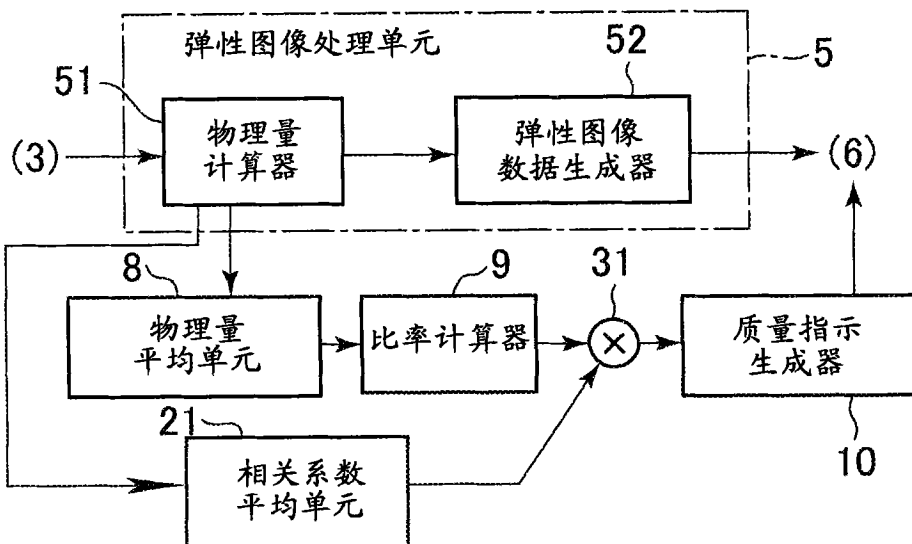 弹性图像处理单元
5
51
52
(3)
物理量
计算器
弹性图像
数据生成器
(6)
8
9
31
物理量
平均单元
比率计算器
×
质量指示
生成器
21
10
相关系数
平均单元